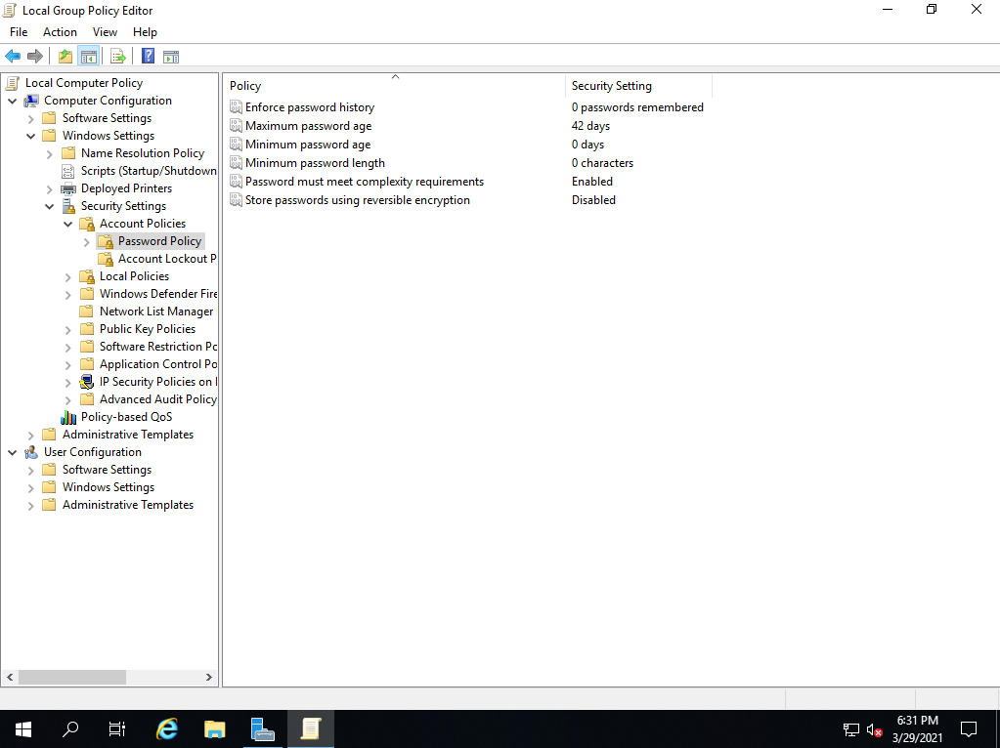 Local Group Policy Editor
File Action View Help
Local Computer Policy
Computer Configuration
Software Settings
Windows Settings
Name Resolution Policy
Scripts (Startup/Shutdown
Deployed Printers
Security Settings
Account Policies
Password Policy
Account Lockout P
Local Policies
Windows Defender Fire
Network List Manager
Public Key Policies
Software Restriction Po
Application Control Po
IP Security Policies on
Advanced Audit Policy
Policy-based QoS
Administrative Templates
User Configuration
Software Settings
Windows Settings
Administrative Templates
Policy Security Setting
Enforce password history 0 passwords remembered
Maximum password age 42 days
Minimum password age 0 days
Minimum password length 0 characters
Password must meet complexity requirements Enabled
Store passwords using reversible encryption Disabled
6:31 PM
3/29/2021